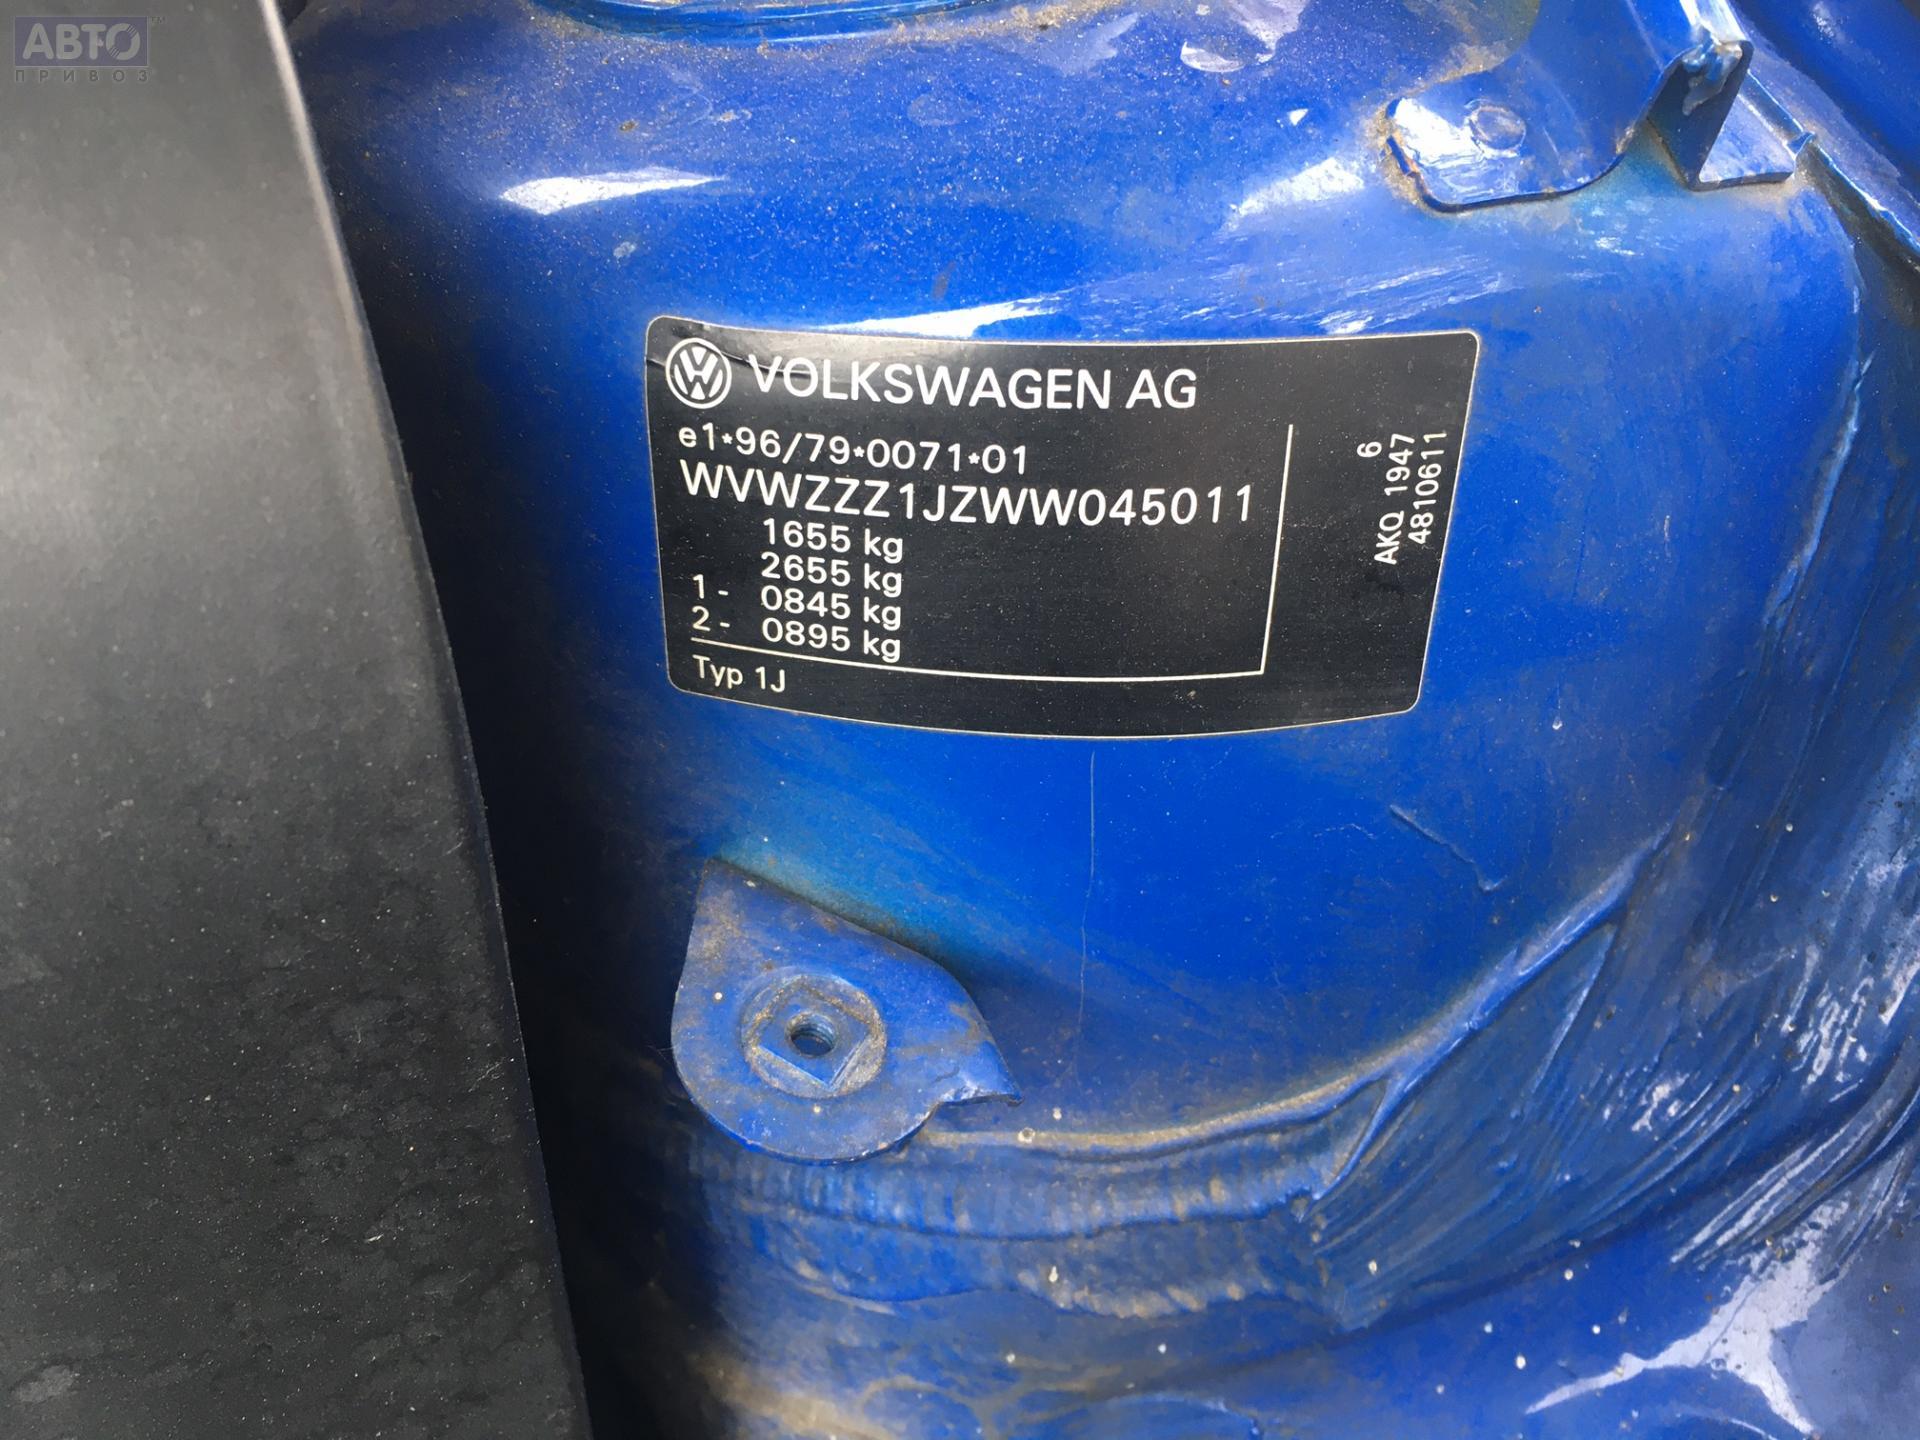 АВТО™
ПРИВОЗ
VOLKSWAGEN AG
e1*96/79*0071*01
WVWZZZ1JZWW045011
1655 kg
2655 kg
1- 0845 kg
2- 0895 kg
Typ 1J
6
AKQ 1947
4810611